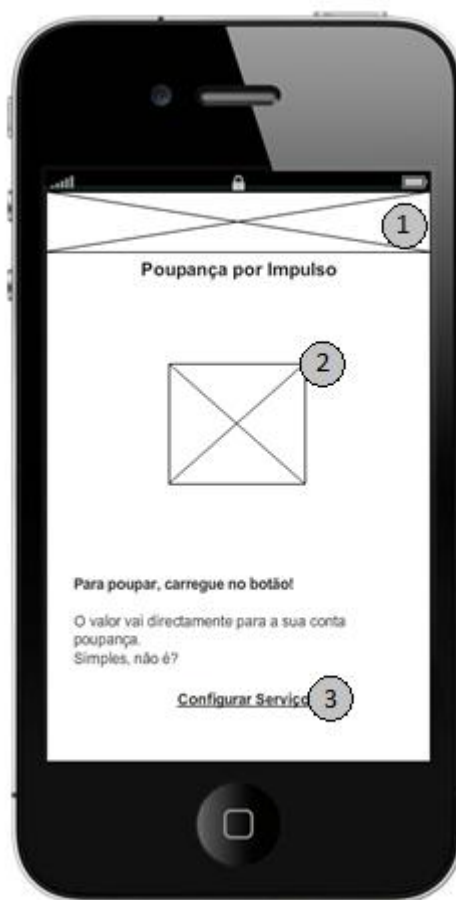 1
Poupança por Impulso
2
Para poupar, carregue no botão!
O valor vai directamente para a sua conta
poupança.
Simples, não é?
Configurar Serviço
3